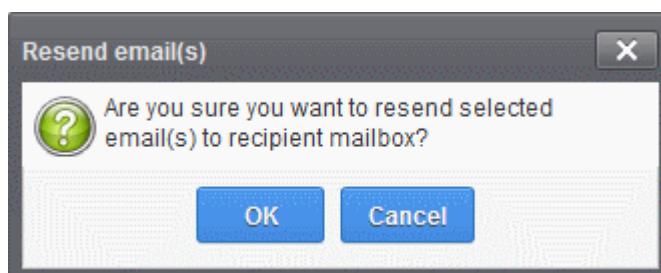 Resend email(s)
Are you sure you want to resend selected
email(s) to recipient mailbox?
OK
Cancel